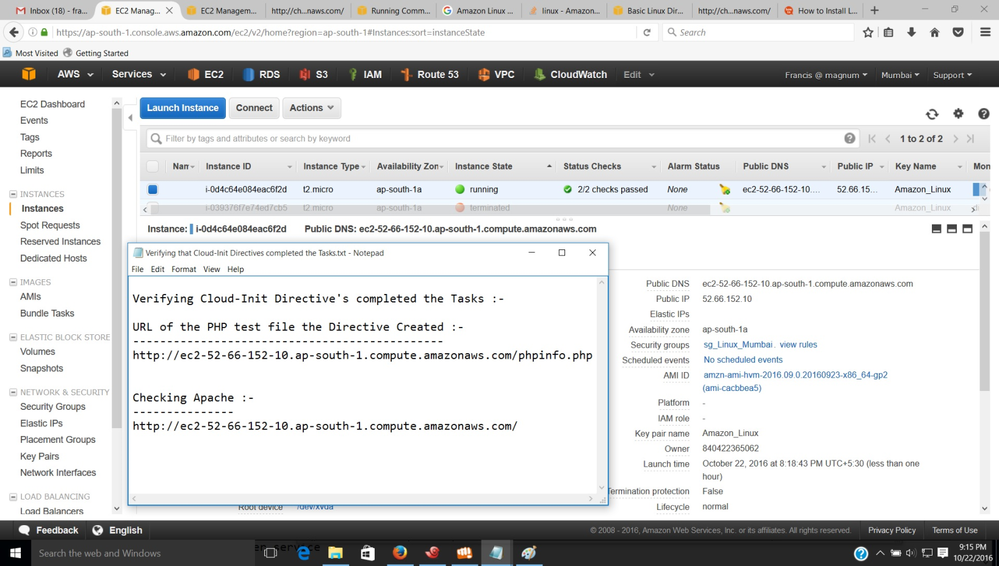 Inbox (18) - fra...
EC2 Manag...
EC2 Managem...
http://ch...naws.com/
Running Comm...
Amazon Linux ...
linux - Amazon...
Basic Linux Dir...
http://ch...naws.com/
How to Install L...
https://ap-south-1.console.aws.amazon.com/ec2/v2/home?region=ap-south-1#Instances:sort=instanceState
Search
Most Visited Getting Started
AWS Services EC2 RDS S3 IAM Route 53 VPC CloudWatch Edit Francis @ magnum Mumbai Support
EC2 Dashboard
Events
Tags
Reports
Limits
INSTANCES
Instances
Spot Requests
Reserved Instances
Dedicated Hosts
IMAGES
AMIs
Bundle Tasks
ELASTIC BLOCK STORE
Volumes
Snapshots
NETWORK & SECURITY
Security Groups
Elastic IPs
Placement Groups
Key Pairs
Network Interfaces
LOAD BALANCING
Load Balancers
Launch Instance Connect Actions
Filter by tags and attributes or search by keyword
1 to 2 of 2
Nam Instance ID Instance Type Availability Zon Instance State Status Checks Alarm Status Public DNS Public IP Key Name Mon
i-0d4c64e084eac6f2d t2.micro ap-south-1a running 2/2 checks passed None ec2-52-66-152-10.... 52.66.15... Amazon_Linux
i-039376f7e74ed7cb5 t2.micro ap-south-1a terminated None Amazon_Linux di
Instance: i-0d4c64e084eac6f2d Public DNS: ec2-52-66-152-10.ap-south-1.compute.amazonaws.com
Verifying that Cloud-Init Directives completed the Tasks.txt - Notepad
File Edit Format View Help
Verifying Cloud-Init Directive's completed the Tasks :-
URL of the PHP test file the Directive Created :-
----------------------------------------------
http://ec2-52-66-152-10.ap-south-1.compute.amazonaws.com/phpinfo.php
Checking Apache :-
---------------
http://ec2-52-66-152-10.ap-south-1.compute.amazonaws.com/
Public DNS ec2-52-66-152-10.ap-south-1.compute.amazonaws.com
Public IP 52.66.152.10
Elastic IPs
Availability zone ap-south-1a
Security groups sg_Linux_Mumbai. view rules
Scheduled events No scheduled events
AMI ID amzn-ami-hvm-2016.09.0.20160923-x86_64-gp2
(ami-cacbbea5)
Platform -
IAM role -
Key pair name Amazon_Linux
Owner 840422365062
Launch time October 22, 2016 at 8:18:43 PM UTC+5:30 (less than one
hour)
Termination protection False
Lifecycle normal
Root device /dev/xvda
Feedback English
© 2008 - 2016, Amazon Web Services, Inc. or its affiliates. All rights reserved. Privacy Policy Terms of Use
Search the web and Windows
er service
9:15 PM
10/22/2016